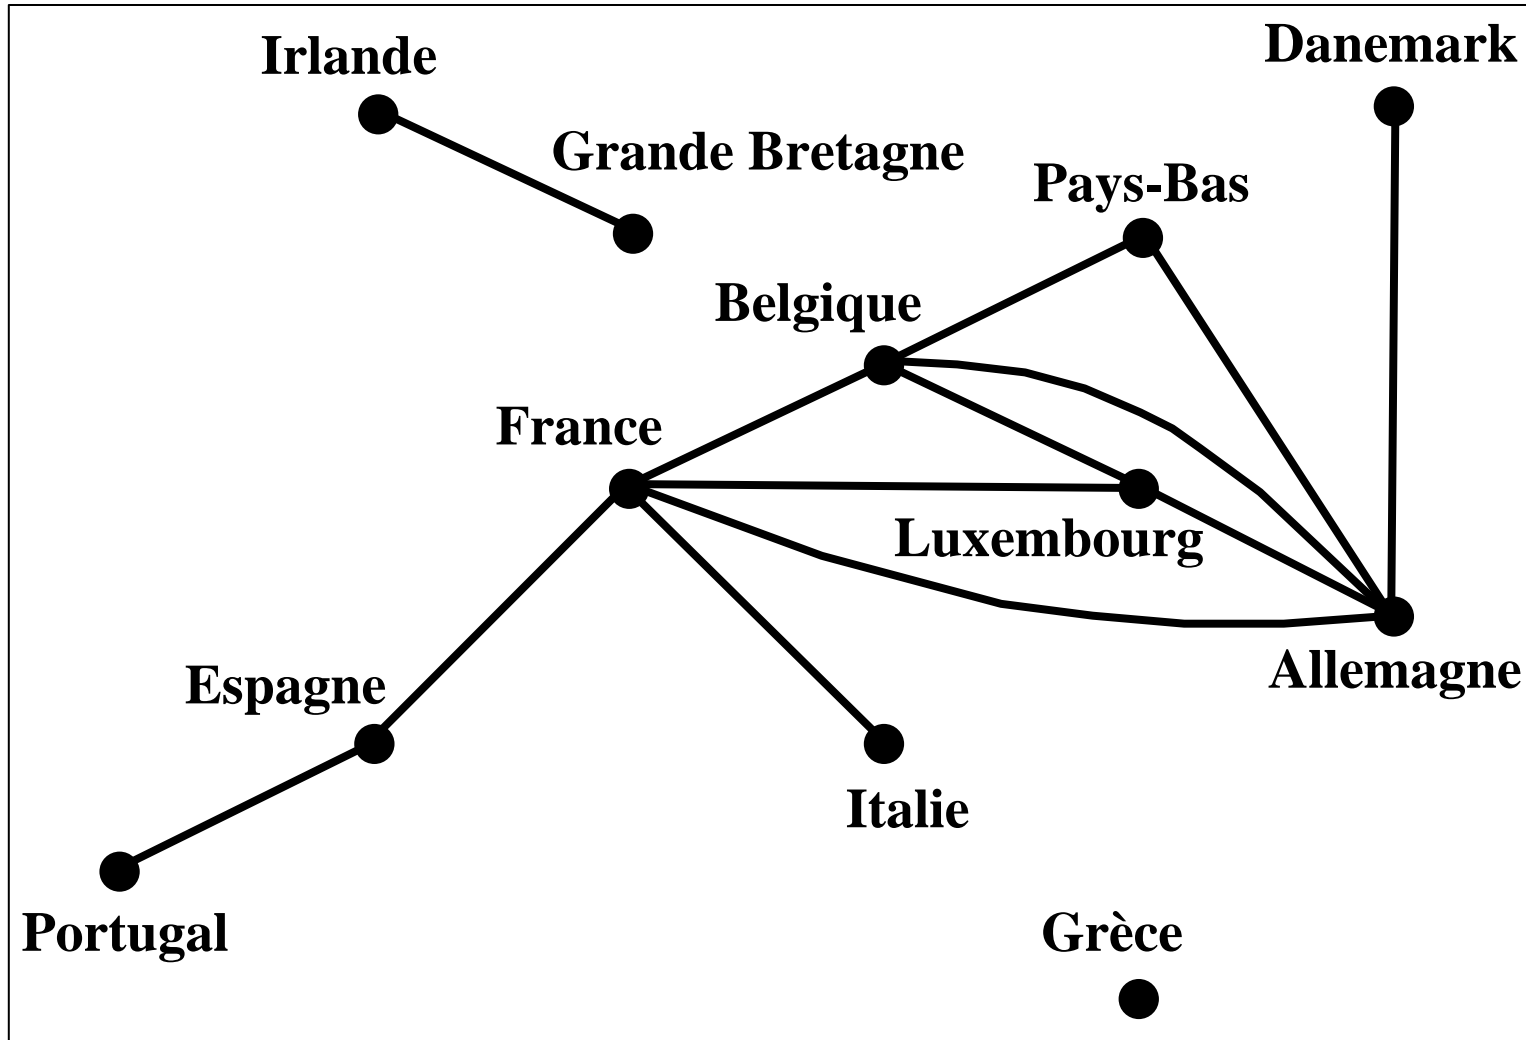 Irlande
Danemark
Grande Bretagne
Pays-Bas
Belgique
France
Luxembourg
Espagne
Allemagne
Italie
Portugal
Grèce